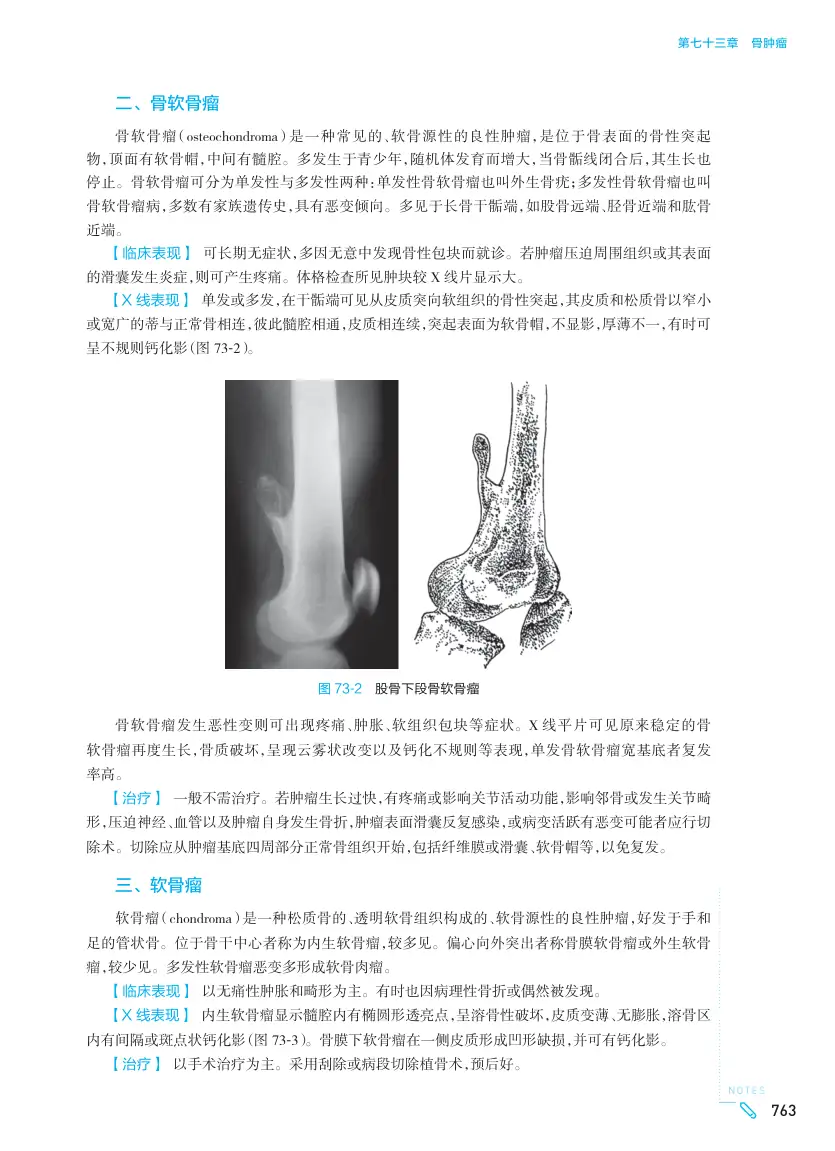 第七十三章 骨肿瘤
二、骨软骨瘤
骨软骨瘤（osteochondroma）是一种常见的、软骨源性的良性肿瘤，是位于骨表面的骨性突起
物，顶面有软骨帽，中间有髓腔。多发生于青少年，随机体发育而增大，当骨骺线闭合后，其生长也
停止。骨软骨瘤可分为单发性与多发性两种：单发性骨软骨瘤也叫外生骨疣；多发性骨软骨瘤也叫
骨软骨瘤病，多数有家族遗传史，具有恶变倾向。多见于长骨干骺端，如股骨远端、胫骨近端和肱骨
近端。
【临床表现】 可长期无症状，多因无意中发现骨性包块而就诊。若肿瘤压迫周围组织或其表面
的滑囊发生炎症，则可产生疼痛。体格检查所见肿块较 X 线片显示大。
【X 线表现】 单发或多发，在干骺端可见从皮质突向软组织的骨性突起，其皮质和松质骨以窄小
或宽广的蒂与正常骨相连，彼此髓腔相通，皮质相连续，突起表面为软骨帽，不显影，厚薄不一，有时可
呈不规则钙化影（图 73-2）。
图 73-2 股骨下段骨软骨瘤
骨软骨瘤发生恶性变则可出现疼痛、肿胀、软组织包块等症状。X 线平片可见原来稳定的骨
软骨瘤再度生长，骨质破坏，呈现云雾状改变以及钙化不规则等表现，单发骨软骨瘤宽基底者复发
率高。
【治疗】 一般不需治疗。若肿瘤生长过快，有疼痛或影响关节活动功能，影响邻骨或发生关节畸
形，压迫神经、血管以及肿瘤自身发生骨折，肿瘤表面滑囊反复感染，或病变活跃有恶变可能者应行切
除术。切除应从肿瘤基底四周部分正常骨组织开始，包括纤维膜或滑囊、软骨帽等，以免复发。
三、软骨瘤
软骨瘤（chondroma）是一种松质骨的、透明软骨组织构成的、软骨源性的良性肿瘤，好发于手和
足的管状骨。位于骨干中心者称为内生软骨瘤，较多见。偏心向外突出者称骨膜软骨瘤或外生软骨
瘤，较少见。多发性软骨瘤恶变多形成软骨肉瘤。
【临床表现】 以无痛性肿胀和畸形为主。有时也因病理性骨折或偶然被发现。
【X 线表现】 内生软骨瘤显示髓腔内有椭圆形透亮点，呈溶骨性破坏，皮质变薄、无膨胀，溶骨区
内有间隔或斑点状钙化影（图 73-3）。骨膜下软骨瘤在一侧皮质形成凹形缺损，并可有钙化影。
【治疗】 以手术治疗为主。采用刮除或病段切除植骨术，预后好。
NOTES
763